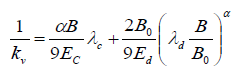 1/k_v = αB/9E_C λ_c + 2B_0/9E_d (λ_d B/B_0)^α